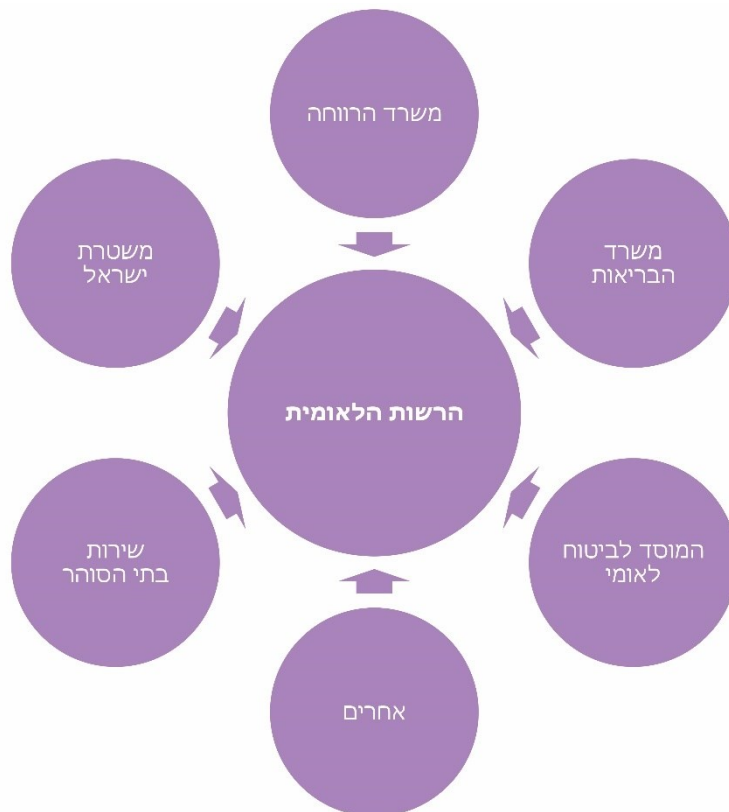 משרד הרווחה
משרד
הבריאות
משטרת
ישראל
הרשות הלאומית
המוסד לביטוח
לאומי
שירות
בתי הסוהר
אחרים